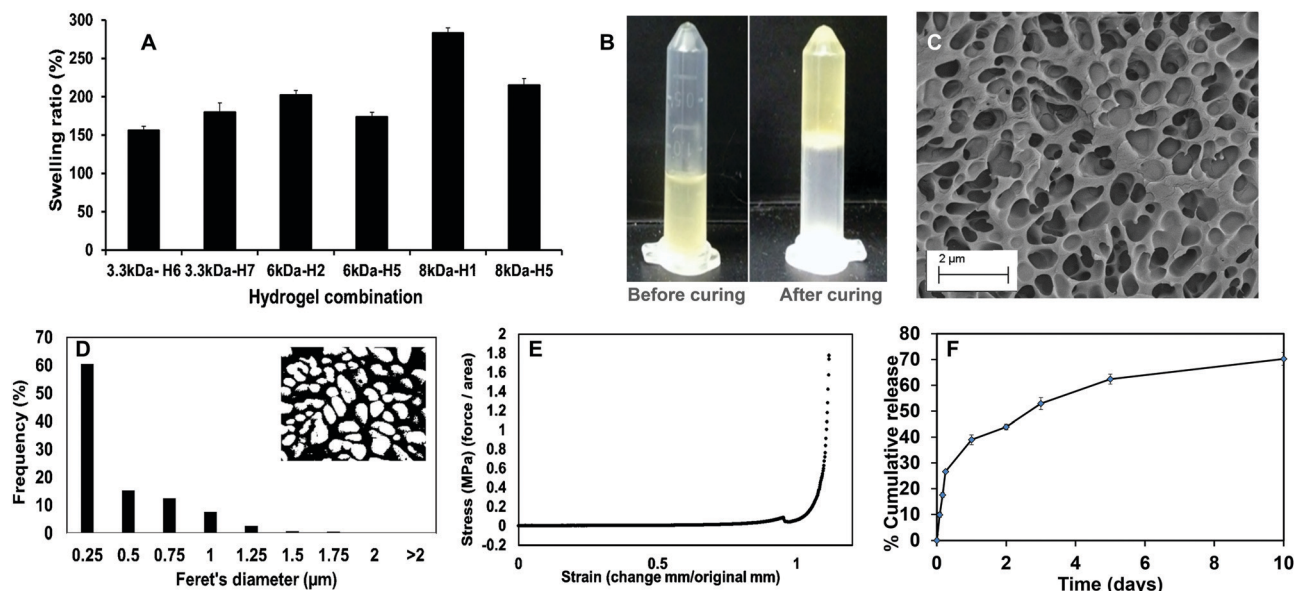 A
Swelling ratio (%)
300
250
200
150
100
50
0
3.3kDa- H6 3.3kDa-H7 6kDa-H2 6kDa-H5 8kDa-H1 8kDa-H5
Hydrogel combination
B
Before curing After curing
C
2 µm
D
Frequency (%)
70
60
50
40
30
20
10
0
0.25 0.5 0.75 1 1.25 1.5 1.75 2 >2
Feret's diameter (µm)
E
Stress (MPa) (force / area)
2
1.8
1.6
1.4
1.2
1
0.8
0.6
0.4
0.2
0
-0.2
0 0.5 1
Strain (change mm/original mm)
F
% Cumulative release
80
70
60
50
40
30
20
10
0
0 2 4 6 8 10
Time (days)